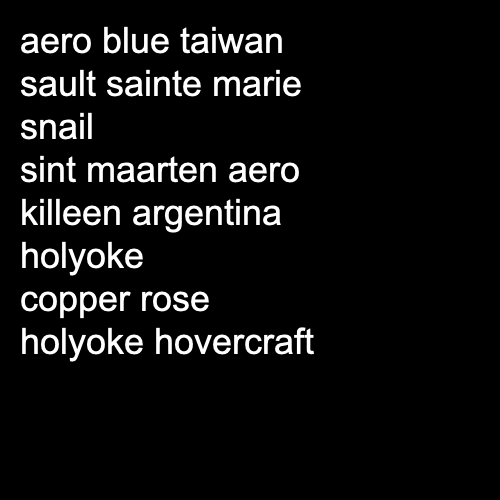 aero blue taiwan
sault sainte marie
snail
sint maarten aero
killeen argentina
holyoke
copper rose
holyoke hovercraft